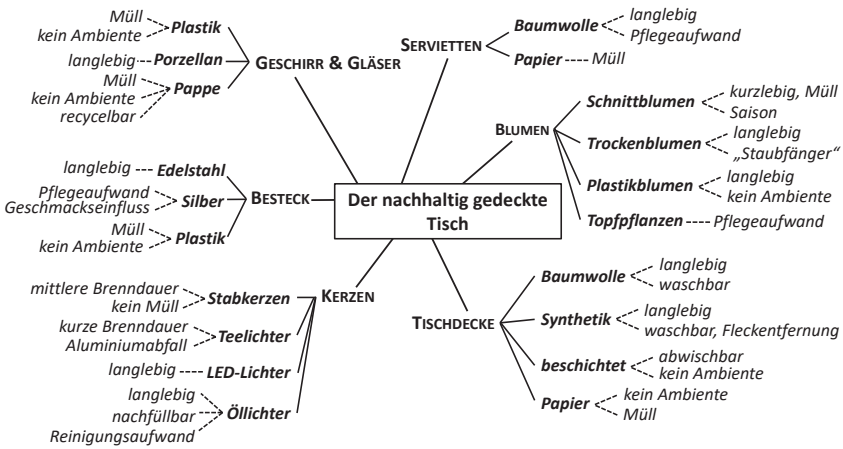 Der nachhaltig gedeckte
Tisch
GESCHIRR & GLÄSER
Plastik
Müll
kein Ambiente
Porzellan
langlebig
Pappe
Müll
kein Ambiente
recycelbar
SERVIETTEN
Baumwolle
langlebig
Pflegeaufwand
Papier
Müll
BLUMEN
Schnittblumen
kurzlebig, Müll
Saison
Trockenblumen
langlebig
„Staubfänger“
Plastikblumen
langlebig
kein Ambiente
Topfpflanzen
Pflegeaufwand
BESTECK
Edelstahl
langlebig
Silber
Pflegeaufwand
Geschmackseinfluss
Plastik
Müll
kein Ambiente
KERZEN
Stabkerzen
mittlere Brenndauer
kein Müll
Teelichter
kurze Brenndauer
Aluminiumabfall
LED-Lichter
langlebig
Öllichter
langlebig
nachfüllbar
Reinigungsaufwand
TISCHDECKE
Baumwolle
langlebig
waschbar
Synthetik
langlebig
waschbar, Fleckentfernung
beschichtet
abwischbar
kein Ambiente
Papier
kein Ambiente
Müll